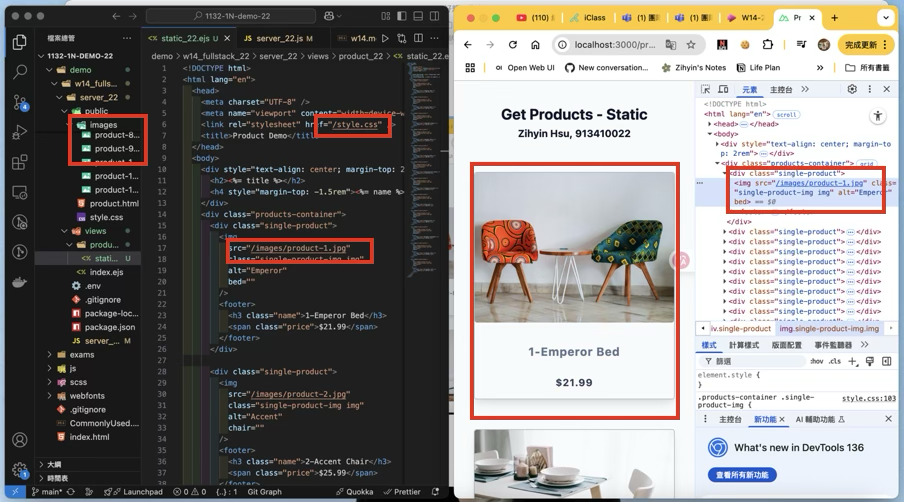 1132-1N-demo-22
檔案總管
1132-1N-DEMO-22
demo
w14_fullstack_22
server_22
public
images
product-8...
product-9...
product-1...
product-1...
product.html
style.css
views
produ...
stati... U
index.ejs
.env
.gitignore
package-loc...
package.json
server_... M
exams
js
scss
webfonts
.gitignore
CommonlyUsed....
index.html
大綱
時間表
static_22.ejs U
server_22.js M
w14.m
demo > w14_fullstack_22 > server_22 > views > product_22 > static_22.e
1 <!DOCTYPE html>
2 <html lang="en">
3 <head>
4 <meta charset="UTF-8" />
5 <meta name="viewport" content="width=device-w
6 <link rel="stylesheet" href="/style.css"
7 <title>Product Demo</title>
8 </head>
9 <body>
10 <div style="text-align: center; margin-top: 2
11 <h2><%= title %></h2>
12 <h4 style="margin-top: -1.5rem"><%= name %>
13 </div>
14 <div class="products-container">
15 <div class="single-product">
16 <img
17 src="/images/product-1.jpg"
18 class="single-product-img img"
19 alt="Emperor"
20 bed=""
21 />
22 <footer>
23 <h3 class="name">1-Emperor Bed</h3>
24 <span class="price">$21.99</span>
25 </footer>
26 </div>
28 <div class="single-product">
29 <img
30 src="/images/product-2.jpg"
31 class="single-product-img img"
32 alt="Accent"
33 chair=""
34 />
35 <footer>
36 <h3 class="name">2-Accent Chair</h3>
37 <span class="price">$25.99</span>
38 </footer>
main*
Launchpad
0 0
{..}: 1
Git Graph
Quokka
Prettier
(110)
iClass
(1) 團
(1) 團
W14-2
Pr
localhost:3000/pr...
完成更新
Open Web UI
New conversation...
Zihyin's Notes
Life Plan
所有書籤
Get Products - Static
Zihyin Hsu, 913410022
1-Emperor Bed
$21.99
元素
主控台
<!DOCTYPE html>
<html lang="en">
<head>...</head>
<body>
<div style="text-align: center; margin-to
p: 2rem">...</div>
<div class="products-container"> grid
<div class="single-product">
<img src="/images/product-1.jpg" class=
"single-product-img img" alt="Emperor"
bed> == $0
</div>
<div class="single-product">...</div>
<div class="single-product">...</div>
<div class="single-product">...</div>
<div class="single-product">...</div>
<div class="single-product">...</div>
<div class="single-product">...</div>
<div class="single-product">...</div>
<div class="single-product">...</div>
iv.single-product
img.single-product-img.img
樣式
計算樣式
版面配置
事件監聽器
篩選
:hov .cls
element.style {
}
.products-container .single-
product-img {
style.css:103
主控台
新功能
AI 輔助功能
What's new in DevTools 136
查看所有新功能